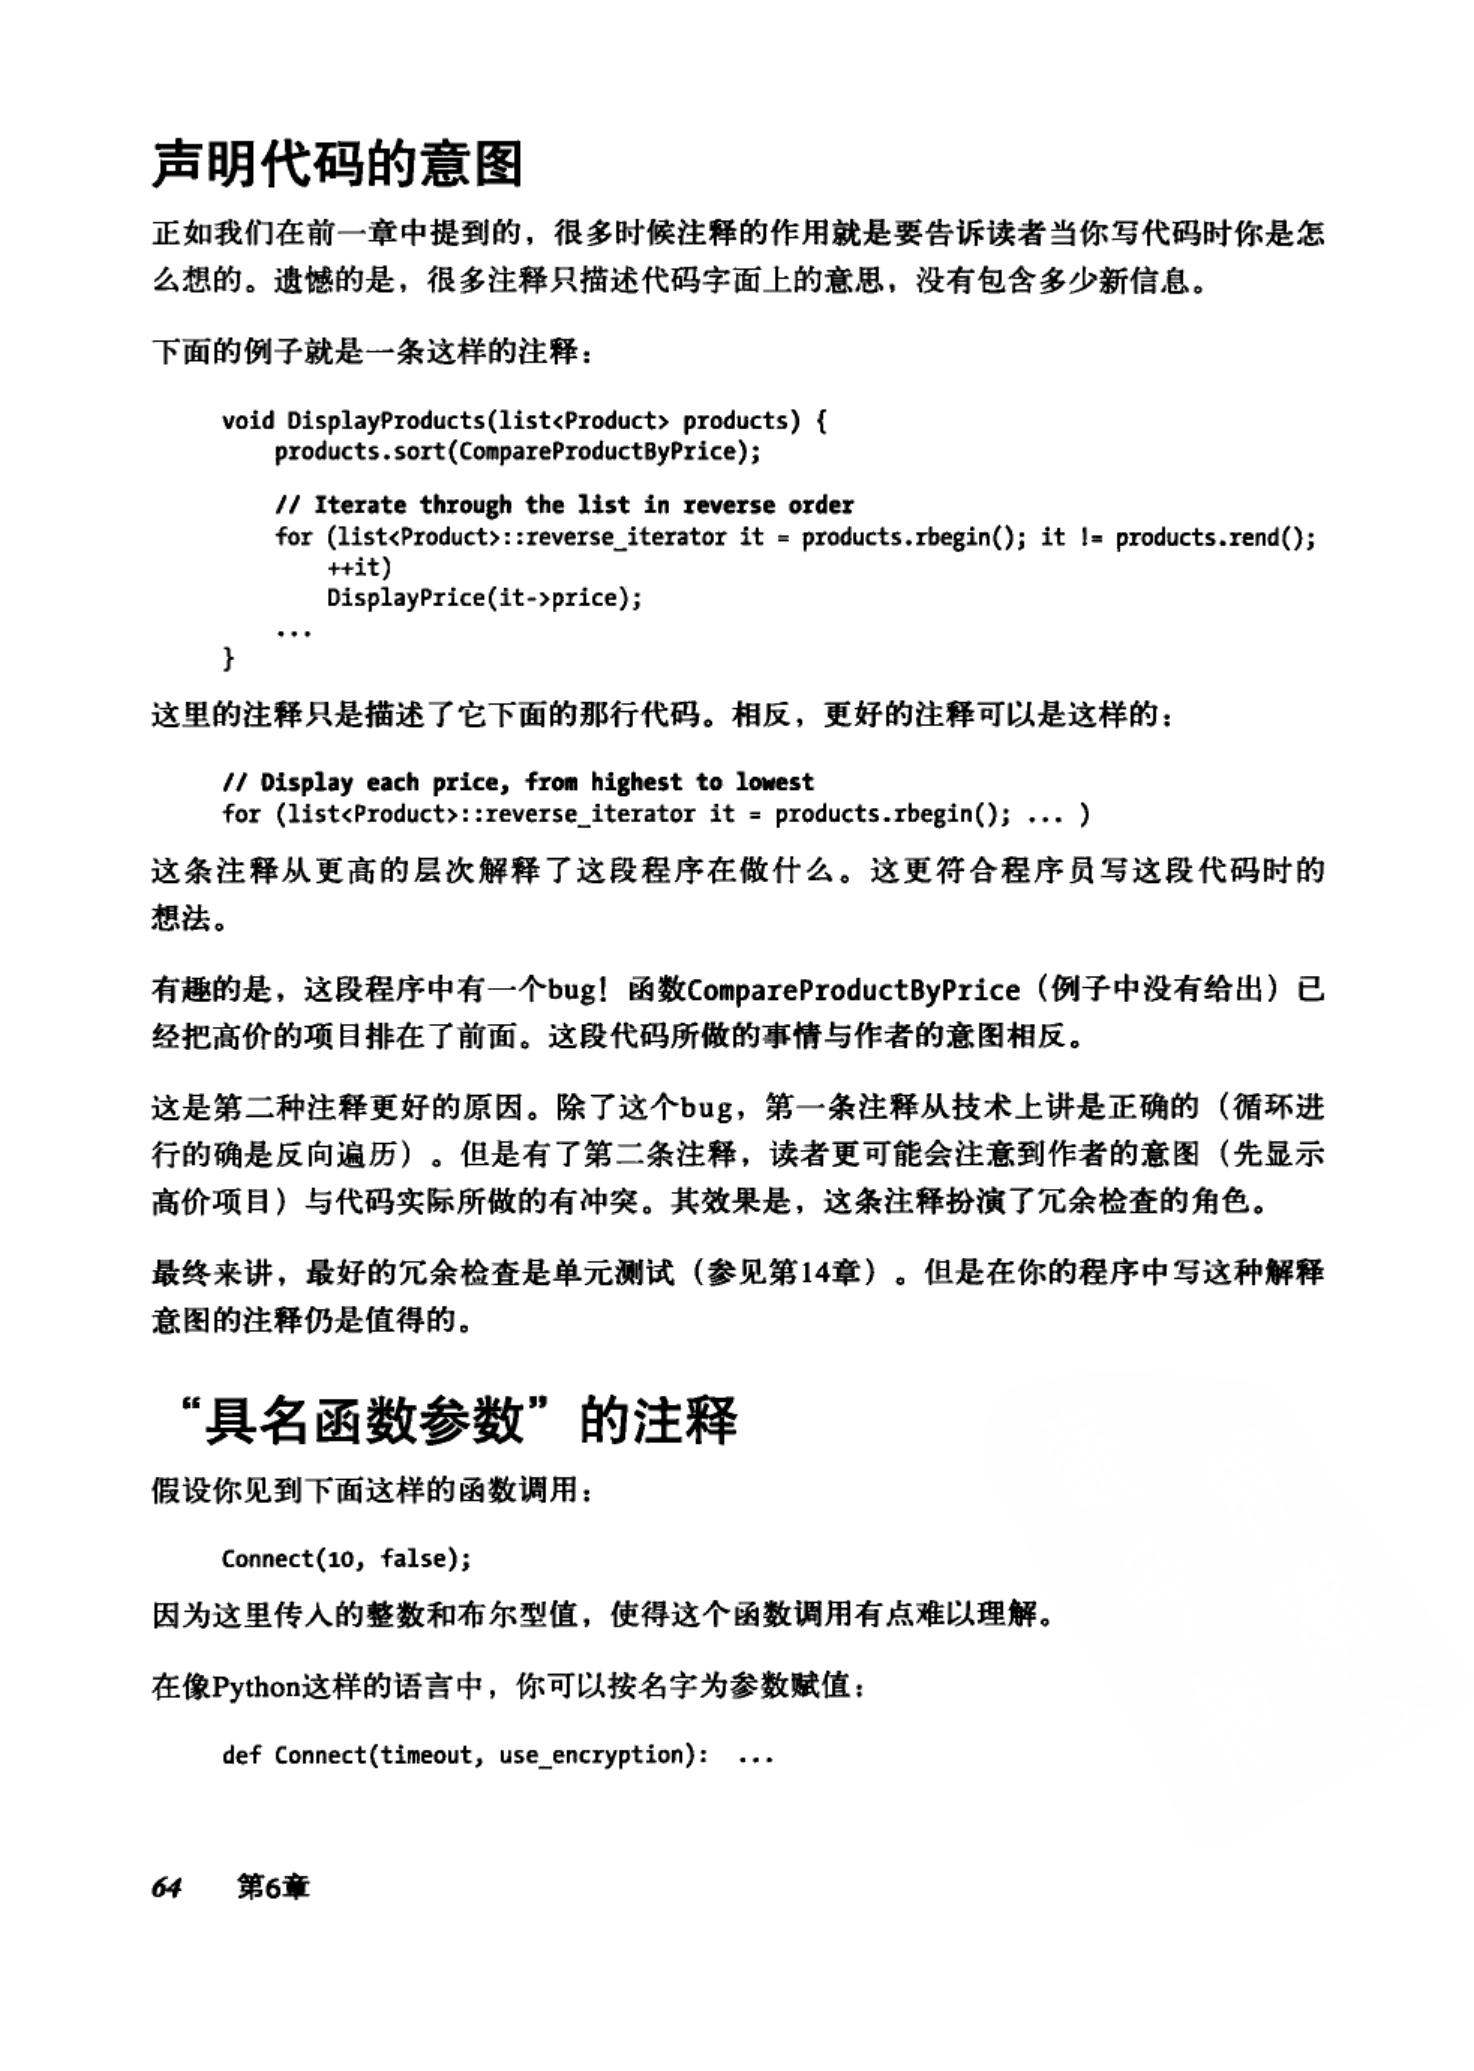 声明代码的意图
正如我们在前一章中提到的，很多时候注释的作用就是要告诉读者当你写代码时你是怎
么想的。遗憾的是，很多注释只描述代码字面上的意思，没有包含多少新信息。
下面的例子就是一条这样的注释：
void DisplayProducts(list<Product> products) {
    products.sort(CompareProductByPrice);
    // Iterate through the list in reverse order
    for (list<Product>::reverse_iterator it = products.rbegin(); it != products.rend();
        ++it)
        DisplayPrice(it->price);
    ...
}
这里的注释只是描述了它下面的那行代码。相反，更好的注释可以是这样的：
// Display each price, from highest to lowest
for (list<Product>::reverse_iterator it = products.rbegin(); ... )
这条注释从更高的层次解释了这段程序在做什么。这更符合程序员写这段代码时的
想法。
有趣的是，这段程序中有一个bug！函数CompareProductByPrice（例子中没有给出）已
经把高价的项目排在了前面。这段代码所做的事情与作者的意图相反。
这是第二种注释更好的原因。除了这个bug，第一条注释从技术上讲是正确的（循环进
行的确是反向遍历）。但是有了第二条注释，读者更可能会注意到作者的意图（先显示
高价项目）与代码实际所做的有冲突。其效果是，这条注释扮演了冗余检查的角色。
最终来讲，最好的冗余检查是单元测试（参见第14章）。但是在你的程序中写这种解释
意图的注释仍是值得的。
“具名函数参数”的注释
假设你见到下面这样的函数调用：
Connect(10, false);
因为这里传入的整数和布尔型值，使得这个函数调用有点难以理解。
在像Python这样的语言中，你可以按名字为参数赋值：
def Connect(timeout, use_encryption): ...
64 第6章